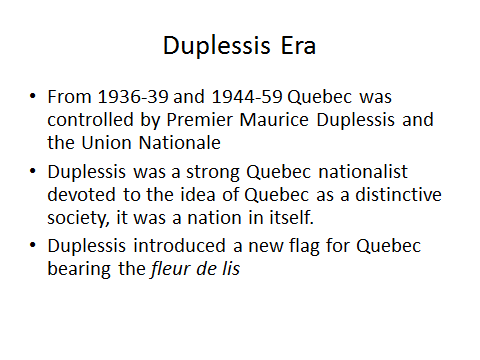 Duplessis Era
• From 1936-39 and 1944-59 Quebec was
controlled by Premier Maurice Duplessis and
the Union Nationale
• Duplessis was a strong Quebec nationalist
devoted to the idea of Quebec as a distinctive
society, it was a nation in itself.
• Duplessis introduced a new flag for Quebec
bearing the fleur de lis